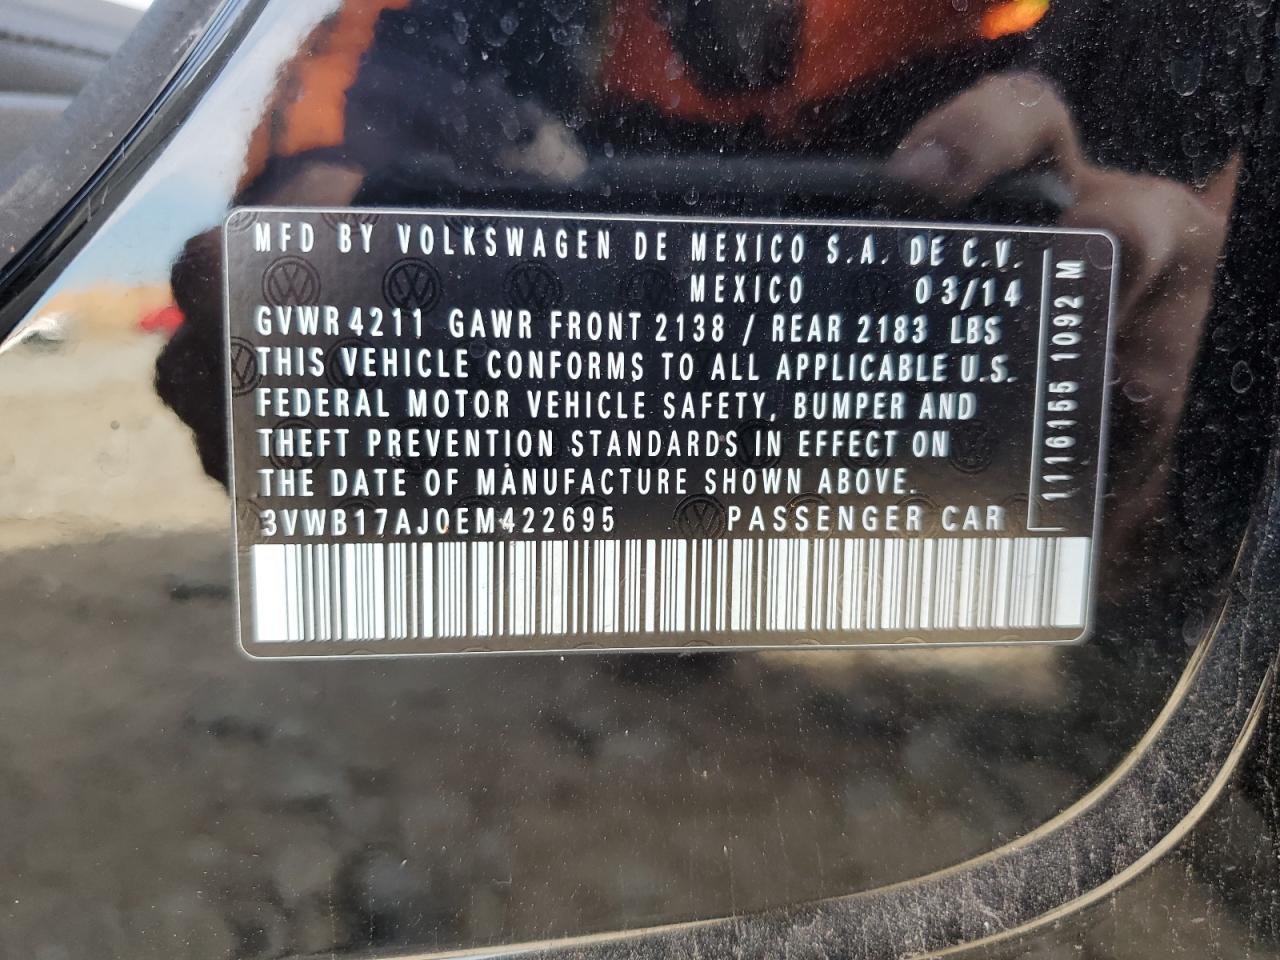 MFD BY VOLKSWAGEN DE MEXICO S.A. DE C.V.
MEXICO 03/14
GVWR 4211 GAWR FRONT 2138 / REAR 2183 LBS
THIS VEHICLE CONFORMS TO ALL APPLICABLE U.S.
FEDERAL MOTOR VEHICLE SAFETY, BUMPER AND
THEFT PREVENTION STANDARDS IN EFFECT ON
THE DATE OF MANUFACTURE SHOWN ABOVE.
3VWB17AJ0EM422695 PASSENGER CAR
1116155 1092 M